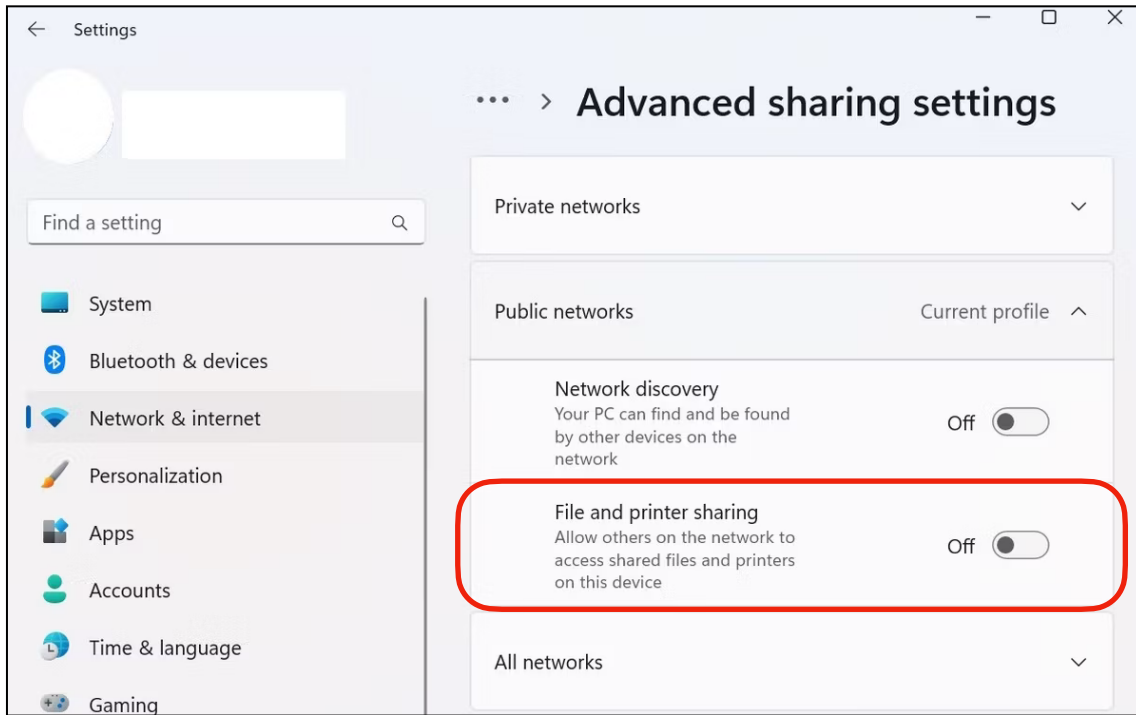 Settings
Advanced sharing settings
Find a setting
System
Bluetooth & devices
Network & internet
Personalization
Apps
Accounts
Time & language
Gaming
Private networks
Public networks Current profile
Network discovery
Your PC can find and be found
by other devices on the
network
Off
File and printer sharing
Allow others on the network to
access shared files and printers
on this device
Off
All networks